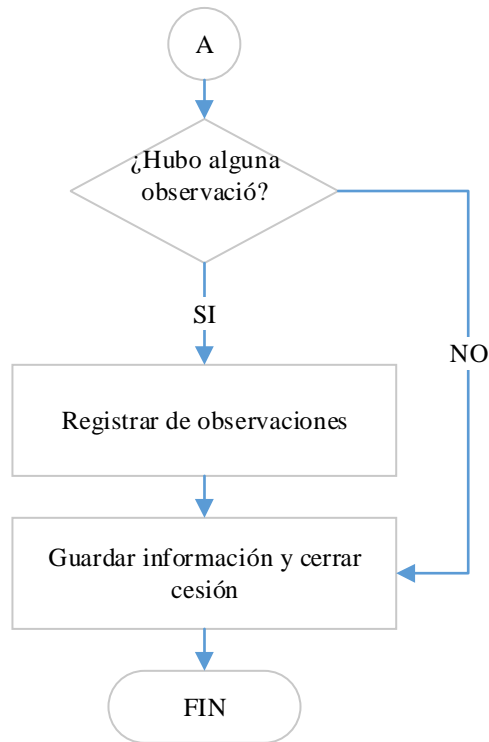 A
¿Hubo alguna
observació?
SI
NO
Registrar de observaciones
Guardar información y cerrar
cesión
FIN